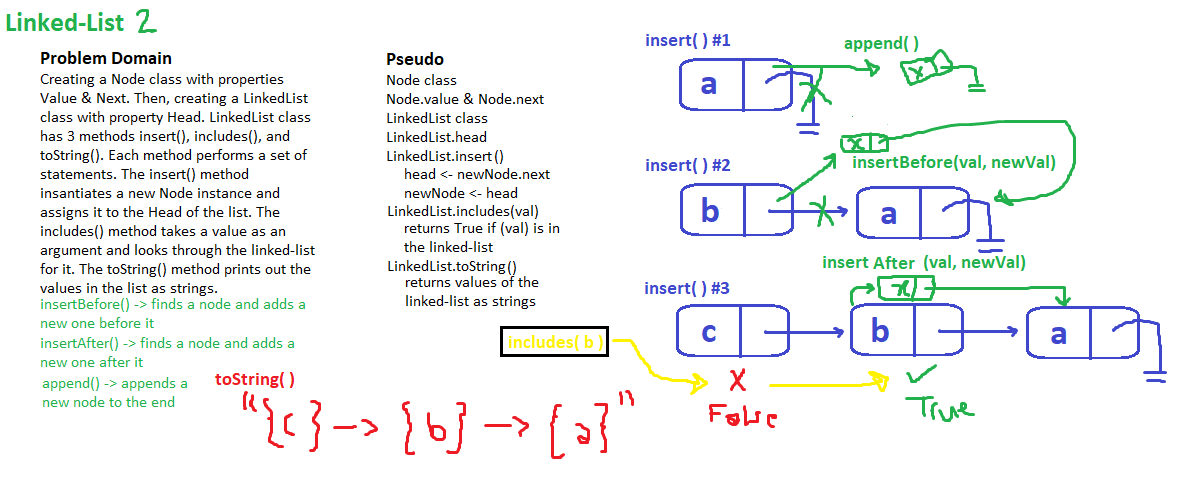 Linked-List 2
Problem Domain
Creating a Node class with properties
Value & Next. Then, creating a LinkedList
class with property Head. LinkedList class
has 3 methods insert(), includes(), and
toString(). Each method performs a set of
statements. The insert() method
insantiates a new Node instance and
assigns it to the Head of the list. The
includes() method takes a value as an
argument and looks through the linked-list
for it. The toString() method prints out the
values in the list as strings.
insertBefore() -> finds a node and adds a
new one before it
insertAfter() -> finds a node and adds a
new one after it
append() -> appends a
new node to the end
Pseudo
Node class
Node.value & Node.next
LinkedList class
LinkedList.head
LinkedList.insert()
head <- newNode.next
newNode <- head
LinkedList.includes(val)
returns True if (val) is in
the linked-list
LinkedList.toString()
returns values of the
linked-list as strings
insert( ) #1
append( )
a
x
insert( ) #2
x
insertBefore(val, newVal)
b
a
insert After (val, newVal)
insert( ) #3
x
c
b
a
includes( b )
X
False
True
toString( )
"{c} -> {b] -> [a}"